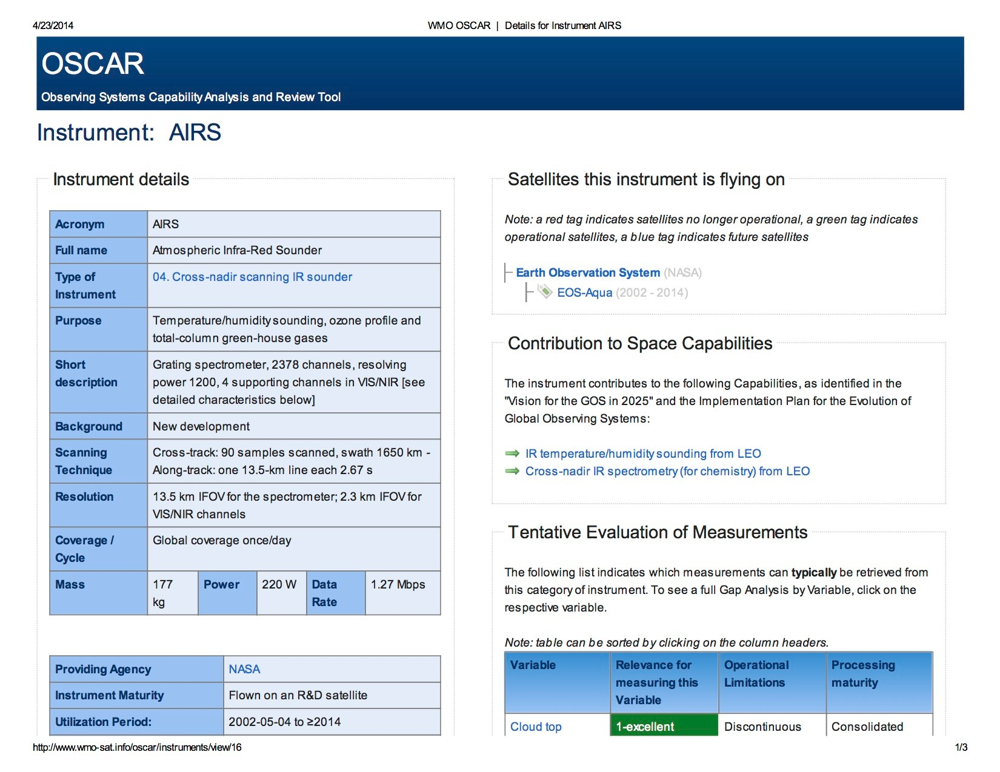 4/23/2014
WMO OSCAR | Details for Instrument AIRS
OSCAR
Observing Systems Capability Analysis and Review Tool
Instrument: AIRS
Instrument details
Acronym
AIRS
Full name
Atmospheric Infra-Red Sounder
Type of
Instrument
04. Cross-nadir scanning IR sounder
Purpose
Temperature/humidity sounding, ozone profile and
total-column green-house gases
Short
description
Grating spectrometer, 2378 channels, resolving
power 1200, 4 supporting channels in VIS/NIR [see
detailed characteristics below]
Background
New development
Scanning
Technique
Cross-track: 90 samples scanned, swath 1650 km -
Along-track: one 13.5-km line each 2.67 s
Resolution
13.5 km IFOV for the spectrometer; 2.3 km IFOV for
VIS/NIR channels
Coverage /
Cycle
Global coverage once/day
Mass
177
kg
Power
220 W
Data
Rate
1.27 Mbps
Providing Agency
NASA
Instrument Maturity
Flown on an R&D satellite
Utilization Period:
2002-05-04 to ≥2014
Satellites this instrument is flying on
Note: a red tag indicates satellites no longer operational, a green tag indicates
operational satellites, a blue tag indicates future satellites
Earth Observation System (NASA)
EOS-Aqua (2002 - 2014)
Contribution to Space Capabilities
The instrument contributes to the following Capabilities, as identified in the
"Vision for the GOS in 2025" and the Implementation Plan for the Evolution of
Global Observing Systems:
IR temperature/humidity sounding from LEO
Cross-nadir IR spectrometry (for chemistry) from LEO
Tentative Evaluation of Measurements
The following list indicates which measurements can typically be retrieved from
this category of instrument. To see a full Gap Analysis by Variable, click on the
respective variable.
Note: table can be sorted by clicking on the column headers.
Variable
Relevance for
measuring this
Variable
Operational
Limitations
Processing
maturity
Cloud top
1-excellent
Discontinuous
Consolidated
http://www.wmo-sat.info/oscar/instruments/view/16
1/3